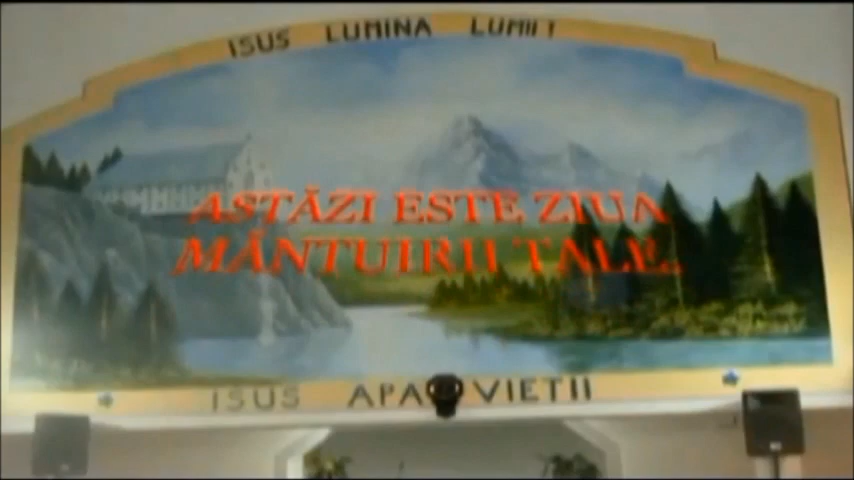 ISUS LUMINA LUMII!
ASTĂZI ESTE ZIUA
MÂNTUIRII TALE.
ISUS APA VIETII